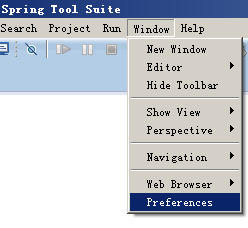 Spring Tool Suite
Search Project Run Window Help
New Window
Editor
Hide Toolbar
Show View
Perspective
Navigation
Web Browser
Preferences